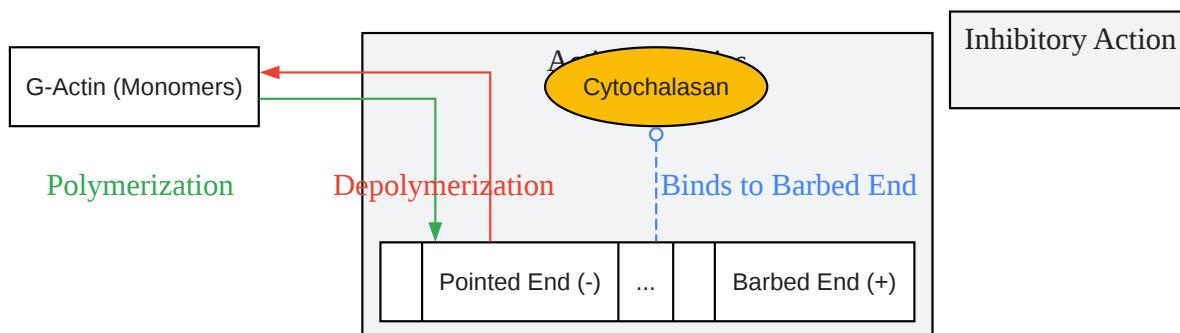 Inhibitory Action
G-Actin (Monomers)
Cytochalasan
Polymerization
Depolymerization
Binds to Barbed End
Pointed End (-)
...
Barbed End (+)